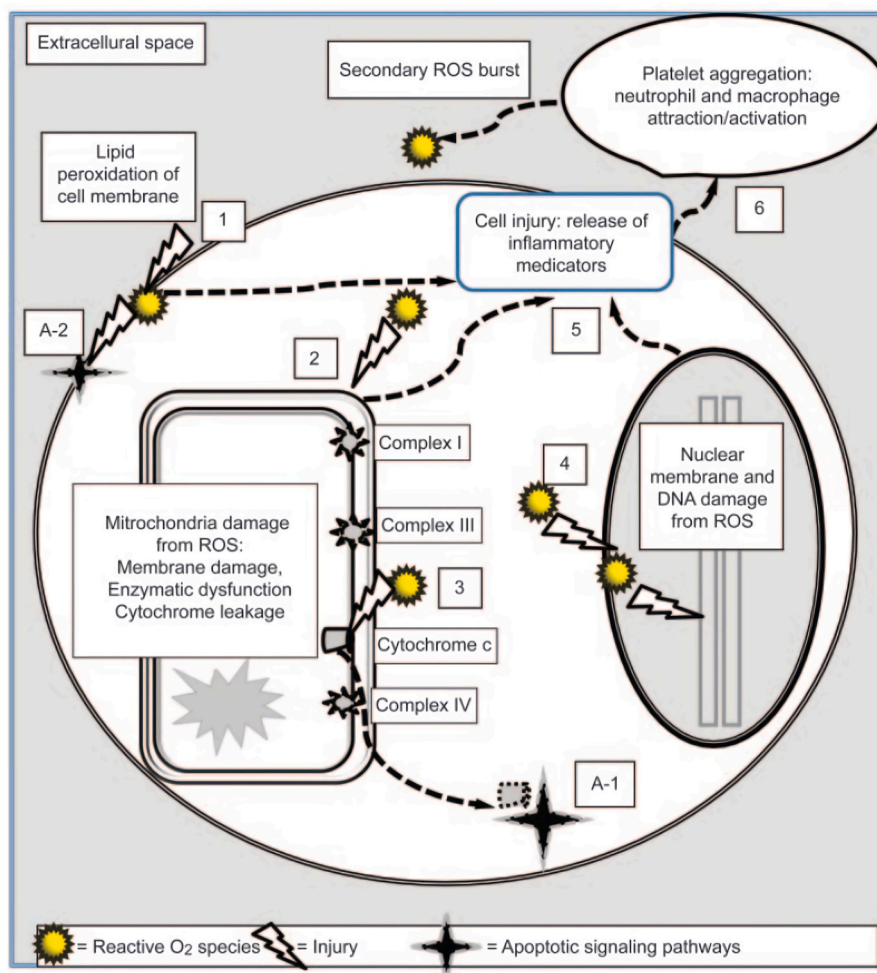 Extracellural space
Secondary ROS burst
Platelet aggregation:
neutrophil and macrophage
attraction/activation
Lipid
peroxidation of
cell membrane
1
6
Cell injury: release of
inflammatory
medicators
A-2
2
5
Complex I
4
Nuclear
membrane and
DNA damage
from ROS
Complex III
Mitrochondria damage
from ROS:
Membrane damage,
Enzymatic dysfunction
Cytochrome leakage
3
Cytochrome c
Complex IV
A-1
= Reactive O₂ species
= Injury
= Apoptotic signaling pathways